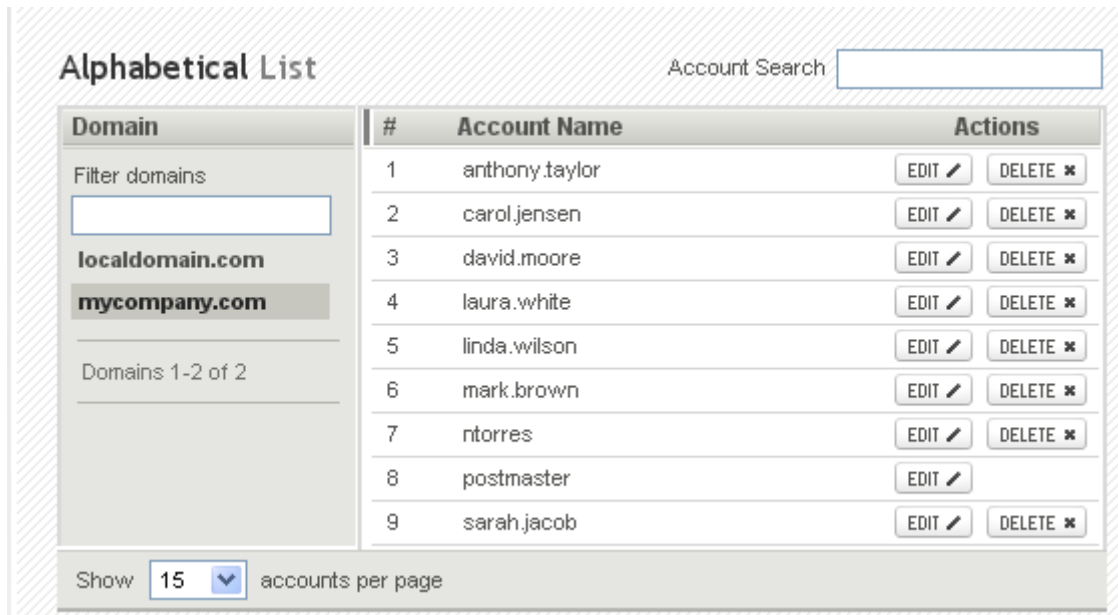 Alphabetical List
Account Search
Domain
Filter domains
localdomain.com
mycompany.com
Domains 1-2 of 2
# Account Name Actions
1 anthony.taylor EDIT DELETE
2 carol.jensen EDIT DELETE
3 david.moore EDIT DELETE
4 laura.white EDIT DELETE
5 linda.wilson EDIT DELETE
6 mark.brown EDIT DELETE
7 ntorres EDIT DELETE
8 postmaster EDIT
9 sarah.jacob EDIT DELETE
Show 15 accounts per page